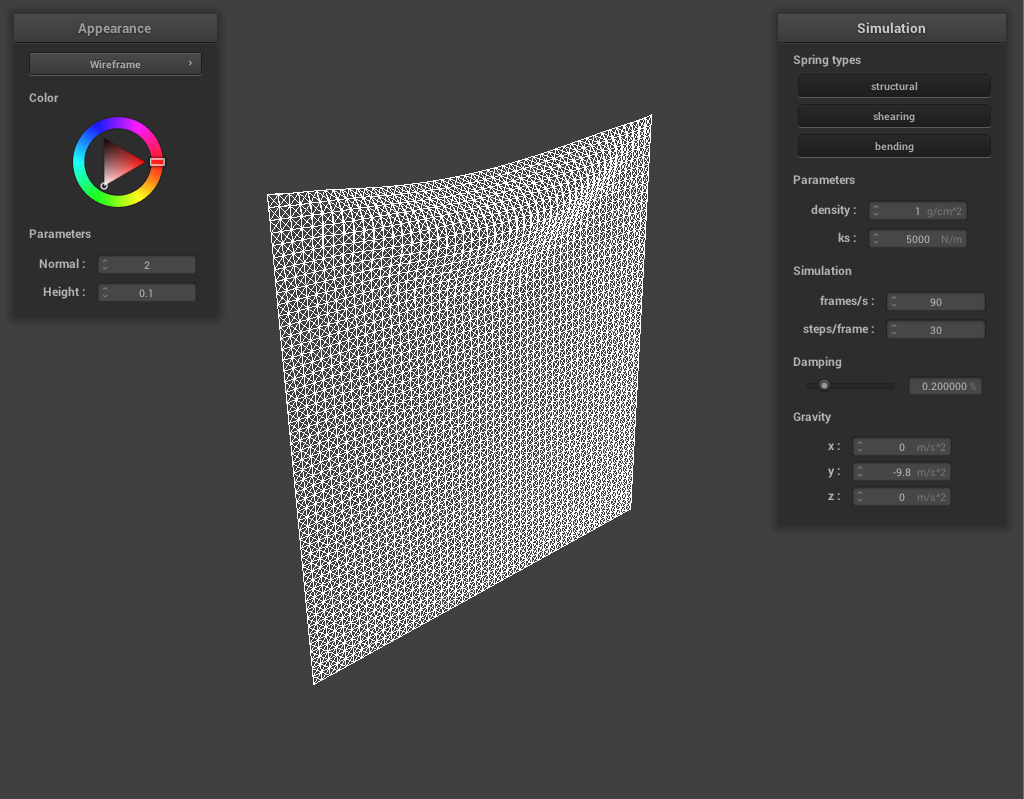 Appearance
Wireframe
Color
Parameters
Normal : 2
Height : 0.1
Simulation
Spring types
structural
shearing
bending
Parameters
density : 1 g/cm^2
ks : 5000 N/m
Simulation
frames/s : 90
steps/frame : 30
Damping
0.200000 %
Gravity
x : 0 m/s^2
y : -9.8 m/s^2
z : 0 m/s^2